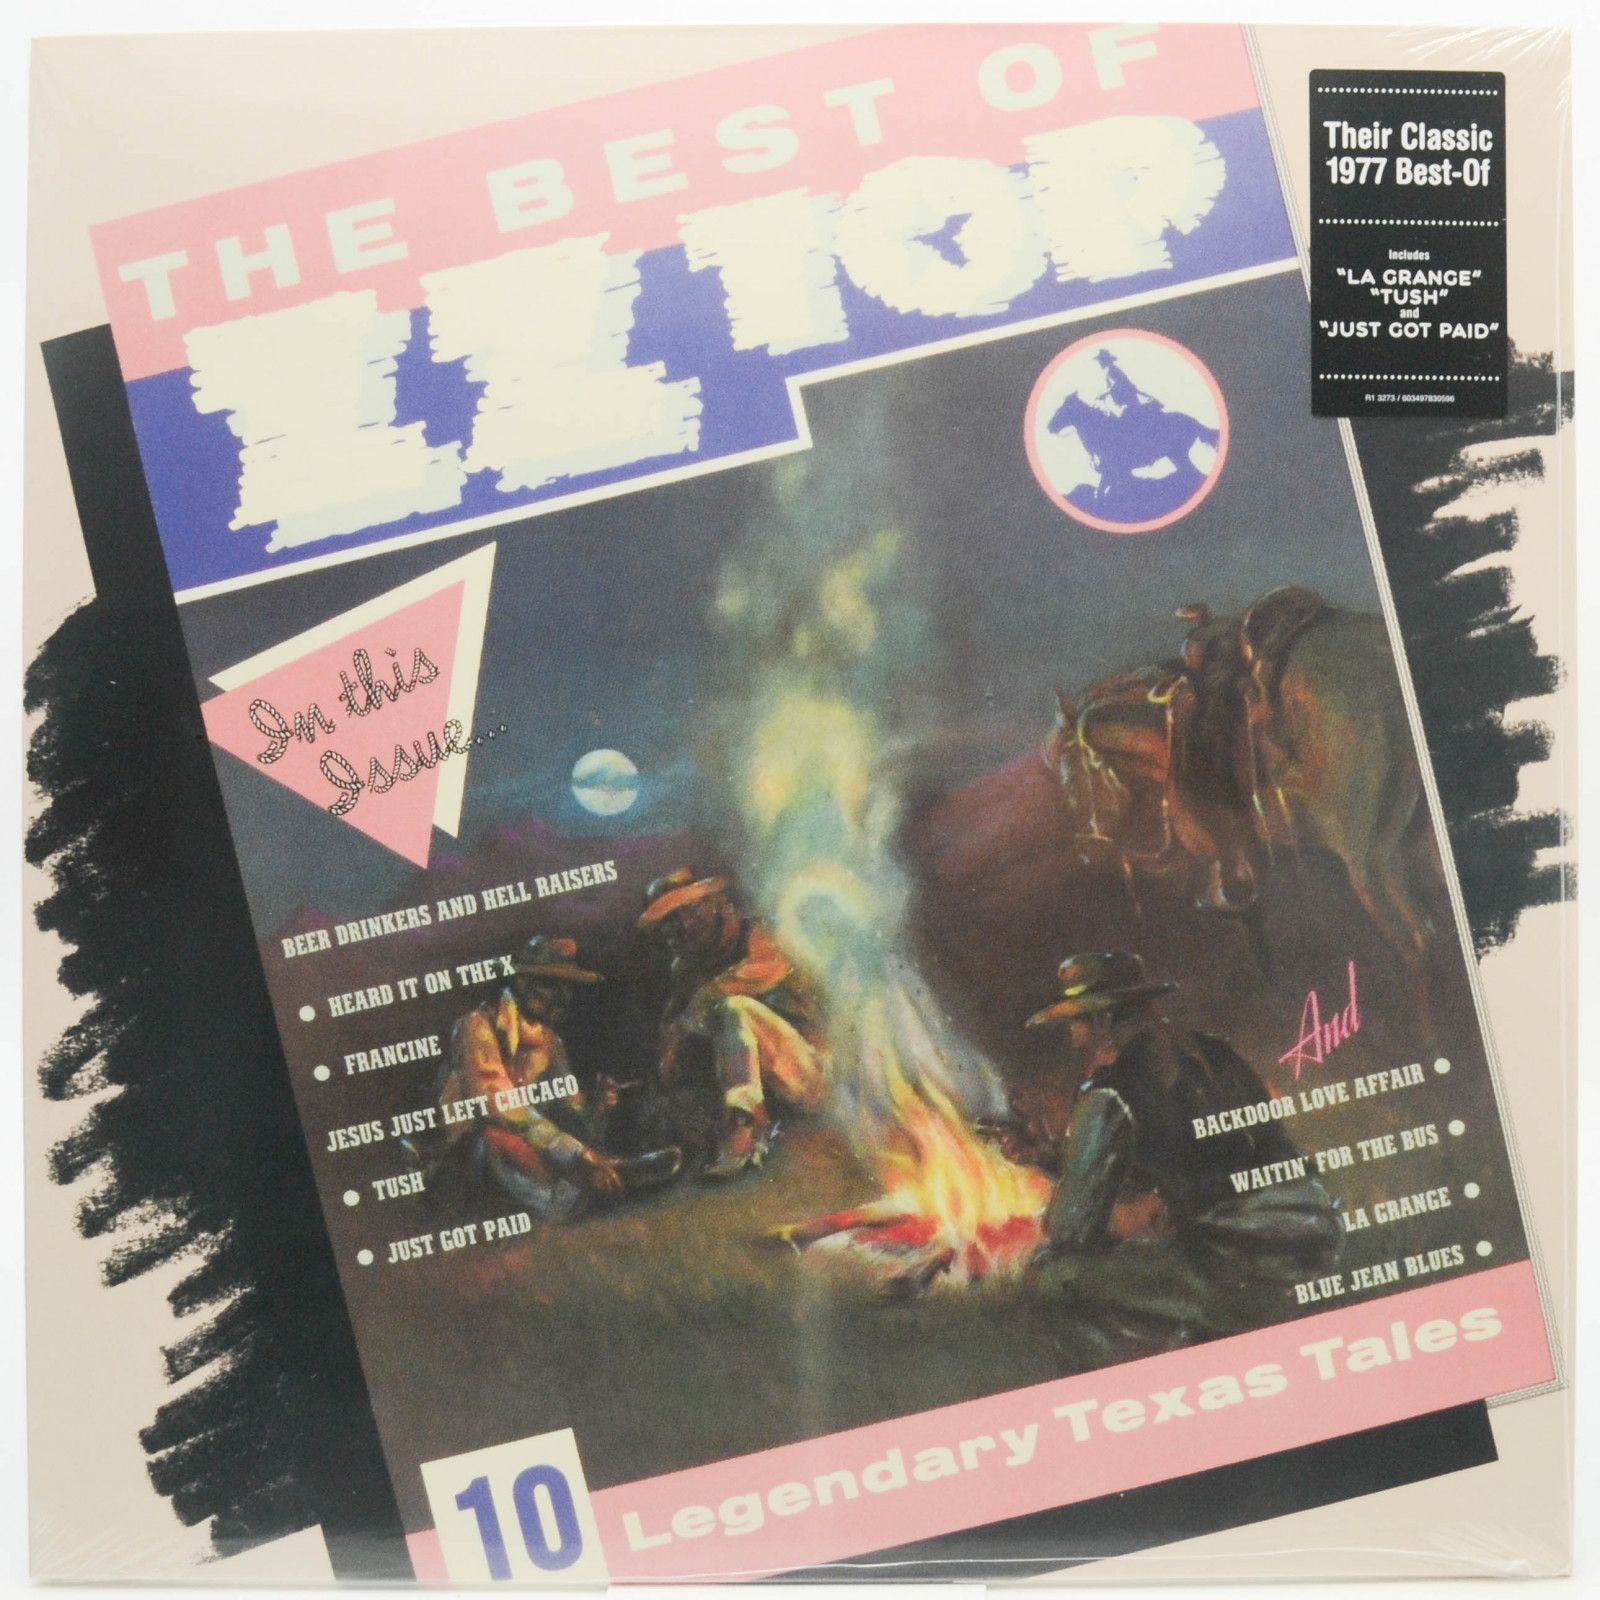 THE BEST OF
ZZ TOP
Their Classic
1977 Best-Of
Includes
"LA GRANGE"
"TUSH"
and
"JUST GOT PAID"
R1 3273 / 603497830596
In this
Issue...
BEER DRINKERS AND HELL RAISERS
• HEARD IT ON THE X
• FRANCINE
JESUS JUST LEFT CHICAGO
• TUSH
• JUST GOT PAID
And
BACKDOOR LOVE AFFAIR •
WAITIN' FOR THE BUS •
LA GRANGE •
BLUE JEAN BLUES •
10 Legendary Texas Tales